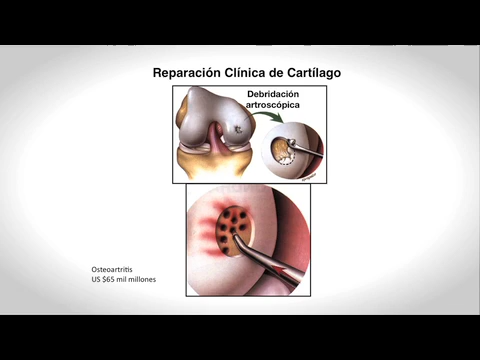 Reparación Clínica de Cartílago
Debridación
artroscópica
Osteoartritis
US $65 mil millones